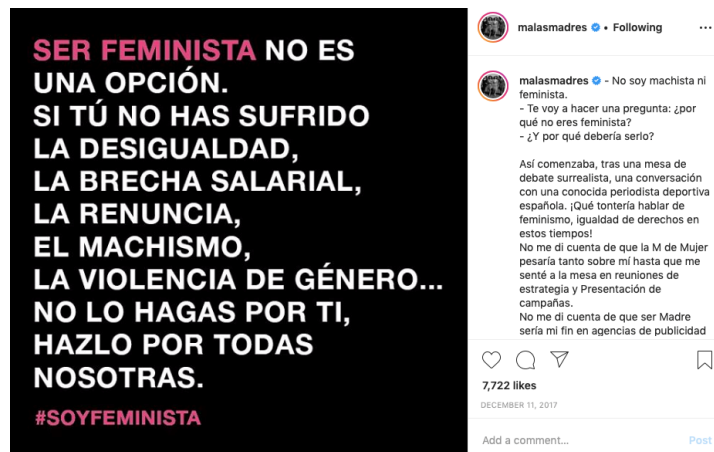 SER FEMINISTA NO ES
UNA OPCIÓN.
SI TÚ NO HAS SUFRIDO
LA DESIGUALDAD,
LA BRECHA SALARIAL,
LA RENUNCIA,
EL MACHISMO,
LA VIOLENCIA DE GÉNERO...
NO LO HAGAS POR TI,
HAZLO POR TODAS
NOSOTRAS.
#SOYFEMINISTA
malasmadres • Following
malasmadres - No soy machista ni
feminista.
- Te voy a hacer una pregunta: ¿por
qué no eres feminista?
- ¿Y por qué debería serlo?
Así comenzaba, tras una mesa de
debate surrealista, una conversación
con una conocida periodista deportiva
española. ¡Qué tontería hablar de
feminismo, igualdad de derechos en
estos tiempos!
No me di cuenta de que la M de Mujer
pesaría tanto sobre mí hasta que me
senté a la mesa en reuniones de
estrategia y Presentación de
campañas.
No me di cuenta de que ser Madre
sería mi fin en agencias de publicidad
7,722 likes
DECEMBER 11, 2017
Add a comment...
Post